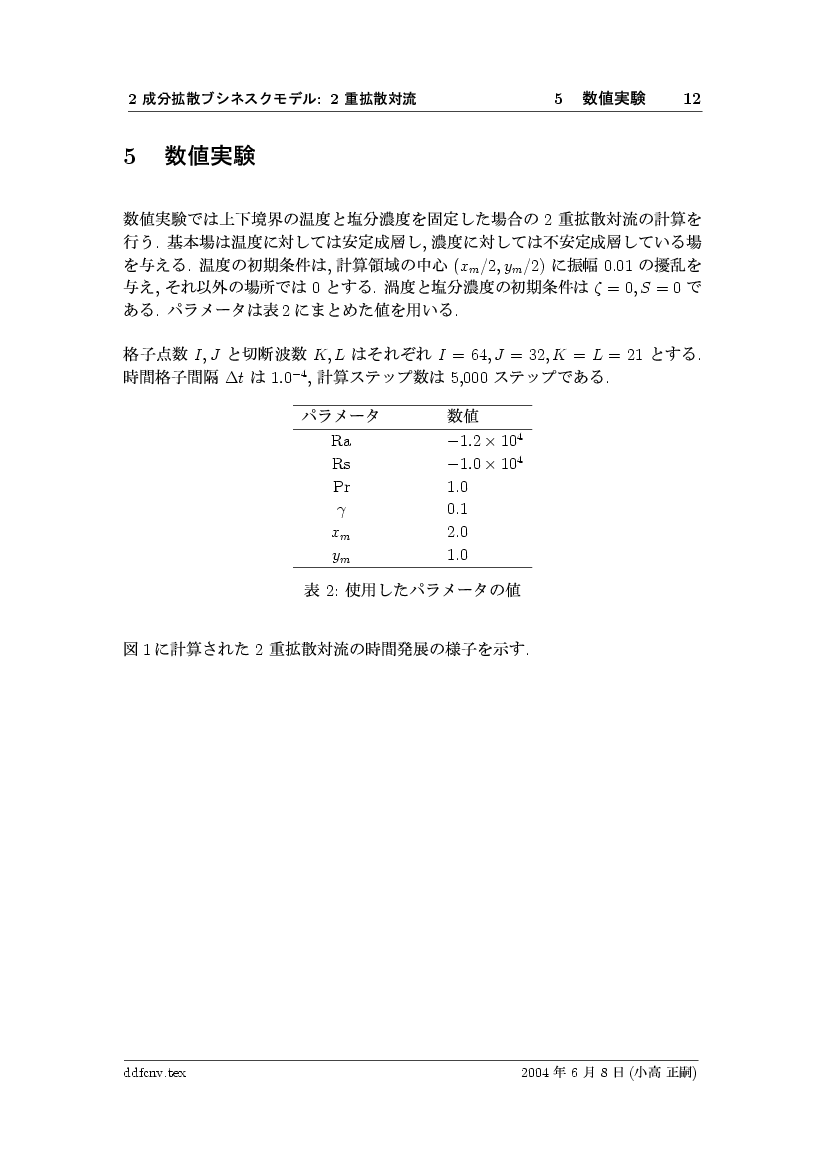 2 成分拡散ブシネスクモデル: 2 重拡散対流 5 数値実験 12
5 数値実験
数値実験では上下境界の温度と塩分濃度を固定した場合の 2 重拡散対流の計算を
行う. 基本場は温度に対しては安定成層し, 濃度に対しては不安定成層している場
を与える. 温度の初期条件は, 計算領域の中心 (xₘ/2, yₘ/2) に振幅 0.01 の擾乱を
与え, それ以外の場所では 0 とする. 渦度と塩分濃度の初期条件は ζ = 0, S = 0 で
ある. パラメータは表 2 にまとめた値を用いる.
格子点数 I, J と切断波数 K, L はそれぞれ I = 64, J = 32, K = L = 21 とする.
時間格子間隔 Δt は 1.0⁻⁴, 計算ステップ数は 5,000 ステップである.
パラメータ 数値
Ra −1.2 × 10⁴
Rs −1.0 × 10⁴
Pr 1.0
γ 0.1
xₘ 2.0
yₘ 1.0
表 2: 使用したパラメータの値
図 1 に計算された 2 重拡散対流の時間発展の様子を示す.
ddfcnv.tex 2004 年 6 月 8 日 (小高 正嗣)